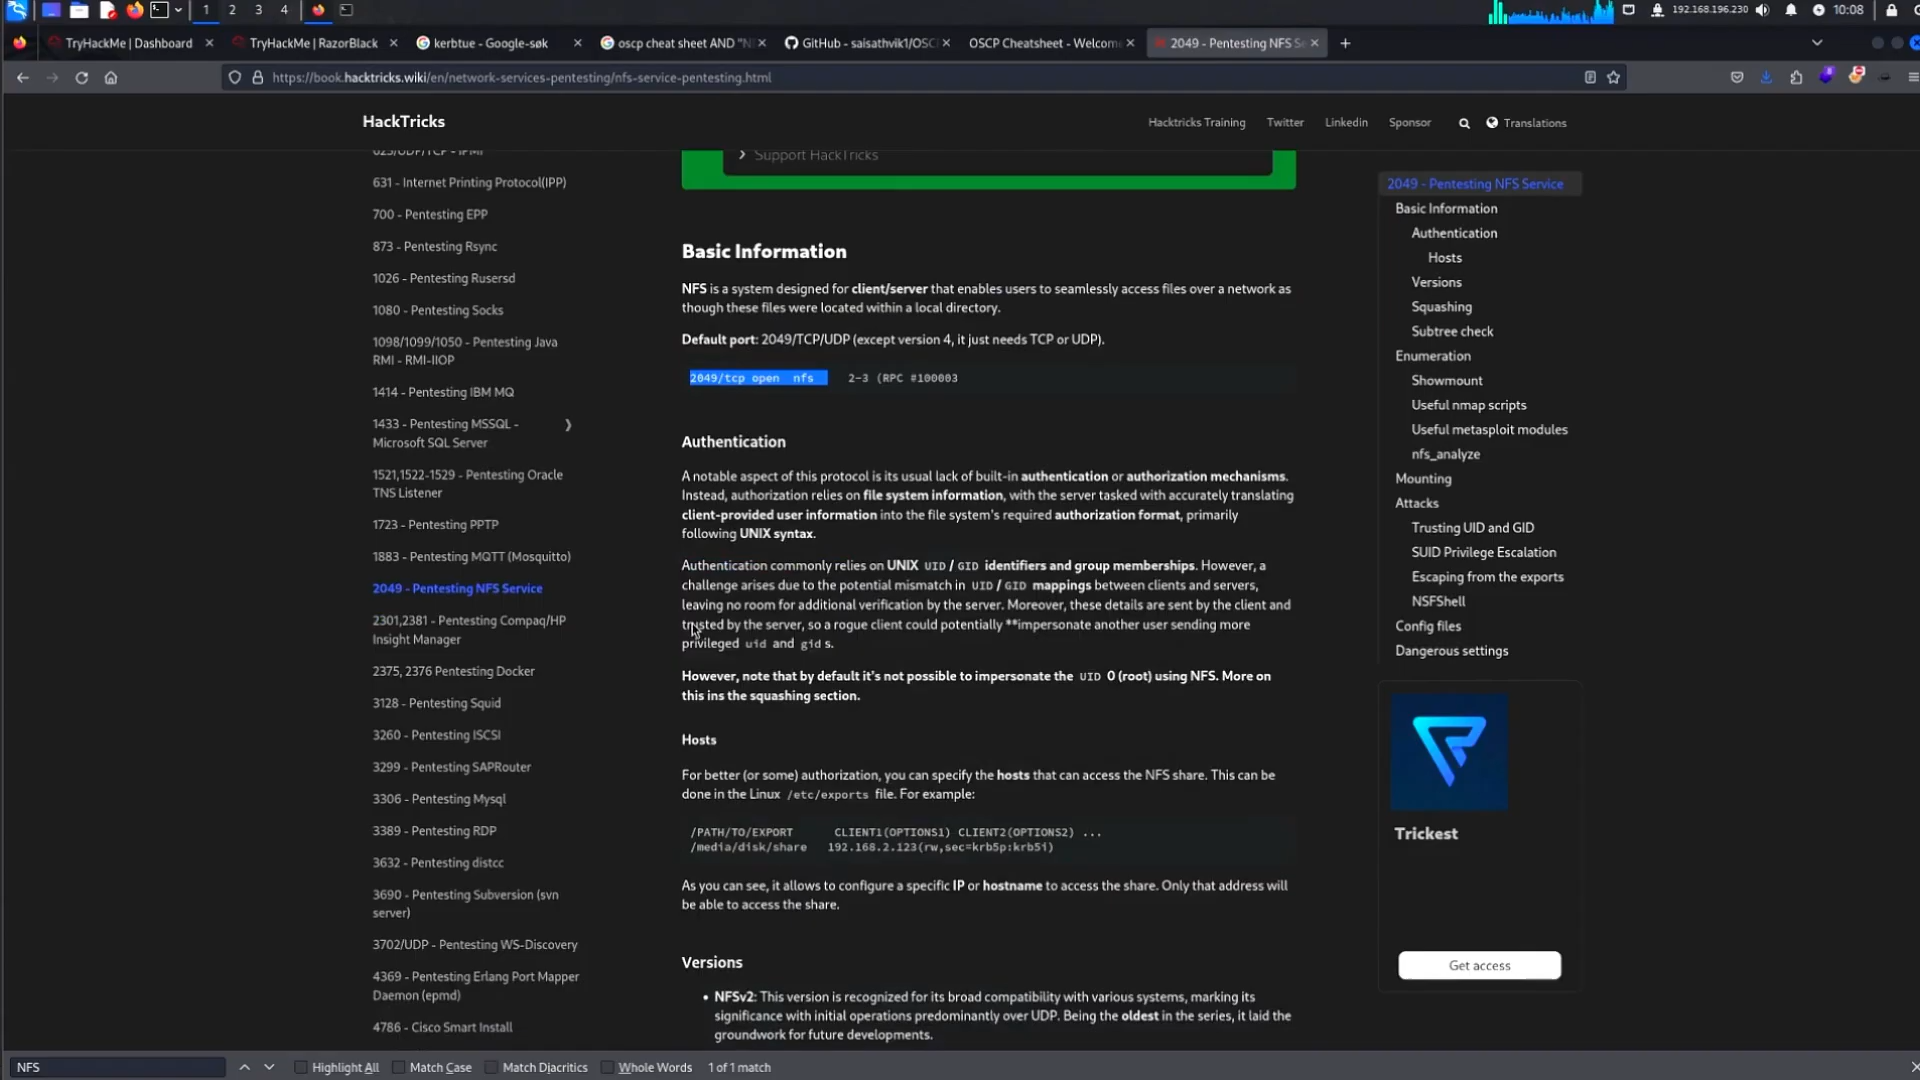 1
2
3
4
192.168.196.230
10:08
TryHackMe | Dashboard
TryHackMe | RazorBlack
kerbtue - Google-søk
oscp cheat sheet AND "N
GitHub - saisathvik1/OSC
OSCP Cheatsheet - Welcom
2049 - Pentesting NFS Se
https://book.hacktricks.wiki/en/network-services-pentesting/nfs-service-pentesting.html
HackTricks
Hacktricks Training
Twitter
Linkedin
Sponsor
Translations
623/UDP/TCP - IPMI
631 - Internet Printing Protocol(IPP)
700 - Pentesting EPP
873 - Pentesting Rsync
1026 - Pentesting Rusersd
1080 - Pentesting Socks
1098/1099/1050 - Pentesting Java
RMI - RMI-IIOP
1414 - Pentesting IBM MQ
1433 - Pentesting MSSQL -
Microsoft SQL Server
1521,1522-1529 - Pentesting Oracle
TNS Listener
1723 - Pentesting PPTP
1883 - Pentesting MQTT (Mosquitto)
2049 - Pentesting NFS Service
2301,2381 - Pentesting Compaq/HP
Insight Manager
2375, 2376 Pentesting Docker
3128 - Pentesting Squid
3260 - Pentesting ISCSI
3299 - Pentesting SAPRouter
3306 - Pentesting Mysql
3389 - Pentesting RDP
3632 - Pentesting distcc
3690 - Pentesting Subversion (svn
server)
3702/UDP - Pentesting WS-Discovery
4369 - Pentesting Erlang Port Mapper
Daemon (epmd)
4786 - Cisco Smart Install
Support HackTricks
Basic Information
NFS is a system designed for client/server that enables users to seamlessly access files over a network as
though these files were located within a local directory.
Default port: 2049/TCP/UDP (except version 4, it just needs TCP or UDP).
2049/tcp open  nfs     2-3 (RPC #100003
Authentication
A notable aspect of this protocol is its usual lack of built-in authentication or authorization mechanisms.
Instead, authorization relies on file system information, with the server tasked with accurately translating
client-provided user information into the file system's required authorization format, primarily
following UNIX syntax.
Authentication commonly relies on UNIX UID / GID identifiers and group memberships. However, a
challenge arises due to the potential mismatch in UID / GID mappings between clients and servers,
leaving no room for additional verification by the server. Moreover, these details are sent by the client and
trusted by the server, so a rogue client could potentially **impersonate another user sending more
privileged uid and gid s.
However, note that by default it's not possible to impersonate the UID 0 (root) using NFS. More on
this ins the squashing section.
Hosts
For better (or some) authorization, you can specify the hosts that can access the NFS share. This can be
done in the Linux /etc/exports file. For example:
/PATH/TO/EXPORT      CLIENT1(OPTIONS1) CLIENT2(OPTIONS2) ...
/media/disk/share   192.168.2.123(rw,sec=krb5p:krb5i)
As you can see, it allows to configure a specific IP or hostname to access the share. Only that address will
be able to access the share.
Versions
• NFSv2: This version is recognized for its broad compatibility with various systems, marking its
significance with initial operations predominantly over UDP. Being the oldest in the series, it laid the
groundwork for future developments.
2049 - Pentesting NFS Service
Basic Information
Authentication
Hosts
Versions
Squashing
Subtree check
Enumeration
Showmount
Useful nmap scripts
Useful metasploit modules
nfs_analyze
Mounting
Attacks
Trusting UID and GID
SUID Privilege Escalation
Escaping from the exports
NSFShell
Config files
Dangerous settings
Trickest
Get access
NFS
Highlight All
Match Case
Match Diacritics
Whole Words
1 of 1 match